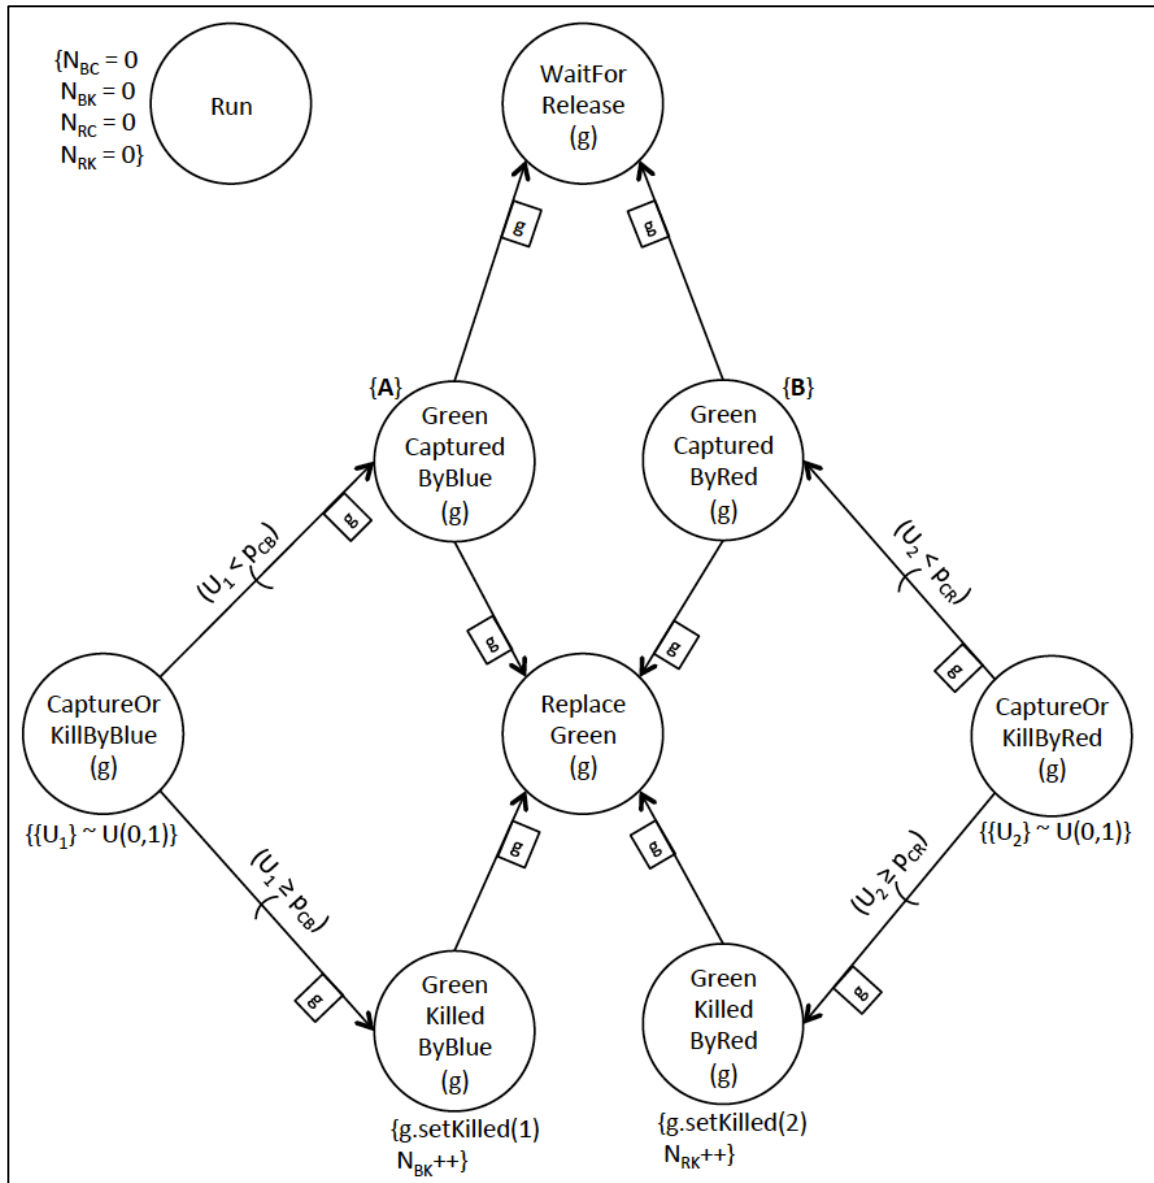 {N_BC = 0
N_BK = 0
N_RC = 0
N_RK = 0}
Run
WaitFor
Release
(g)
g
g
{A}
Green
Captured
ByBlue
(g)
{B}
Green
Captured
ByRed
(g)
(U_1 < p_CB)
g
(U_2 < p_CR)
g
g
g
CaptureOr
KillByBlue
(g)
{{U_1} ~ U(0,1)}
Replace
Green
(g)
CaptureOr
KillByRed
(g)
{{U_2} ~ U(0,1)}
(U_1 ≥ p_CB)
g
g
g
(U_2 ≥ p_CR)
g
Green
Killed
ByBlue
(g)
{g.setKilled(1)
N_BK++}
Green
Killed
ByRed
(g)
{g.setKilled(2)
N_RK++}